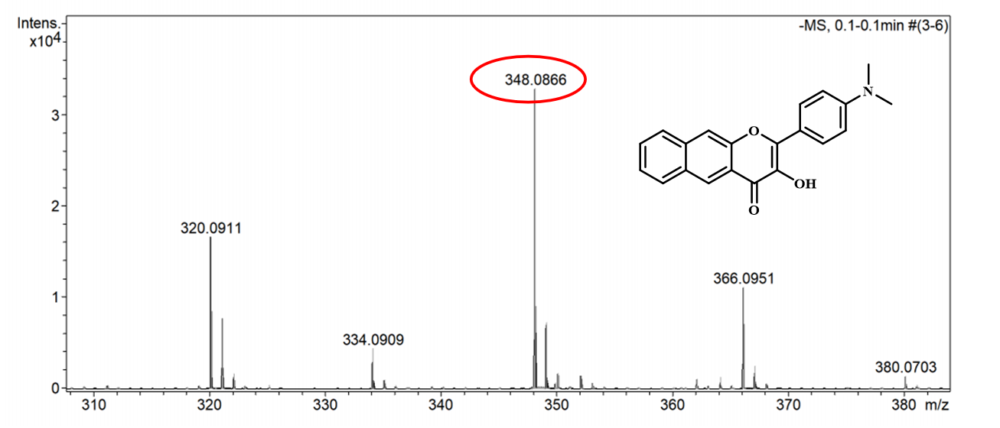 Intens.
x10⁴
-MS, 0.1-0.1min #(3-6)
348.0866
320.0911
334.0909
366.0951
380.0703
3
2
1
0
310 320 330 340 350 360 370 380 m/z
N
O
OH
O